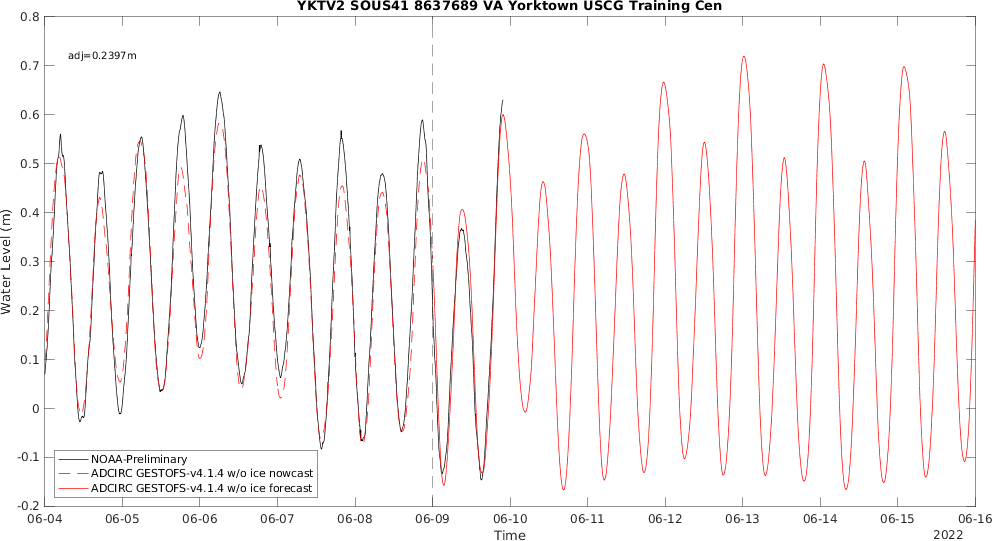 YKTV2 SOUS41 8637689 VA Yorktown USCG Training Cen
adj=0.2397m
0.8
0.7
0.6
0.5
0.4
0.3
0.2
0.1
0
-0.1
-0.2
Water Level (m)
NOAA-Preliminary
ADCIRC GESTOFS-v4.1.4 w/o ice nowcast
ADCIRC GESTOFS-v4.1.4 w/o ice forecast
06-04 06-05 06-06 06-07 06-08 06-09 06-10 06-11 06-12 06-13 06-14 06-15 06-16
Time
2022